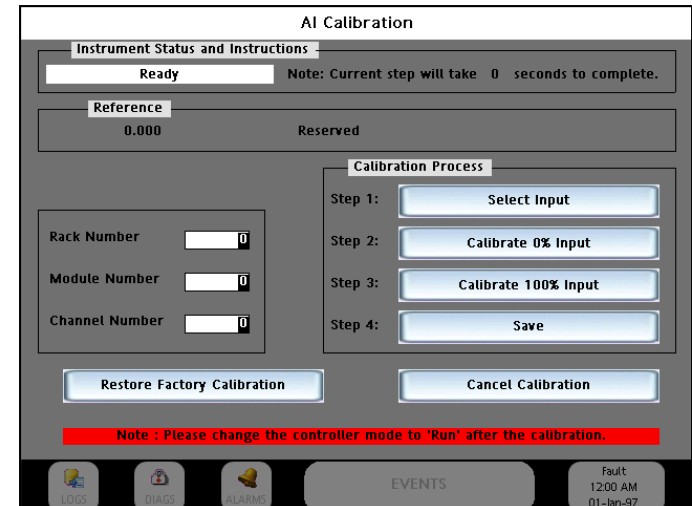 AI Calibration
Instrument Status and Instructions
Ready Note: Current step will take 0 seconds to complete.
Reference
0.000 Reserved
Calibration Process
Step 1: Select Input
Rack Number 0 Step 2: Calibrate 0% Input
Module Number 0 Step 3: Calibrate 100% Input
Channel Number 0 Step 4: Save
Restore Factory Calibration Cancel Calibration
Note : Please change the controller mode to 'Run' after the calibration.
LOGS DIAGS ALARMS EVENTS Fault
12:00 AM
01-Jan-97